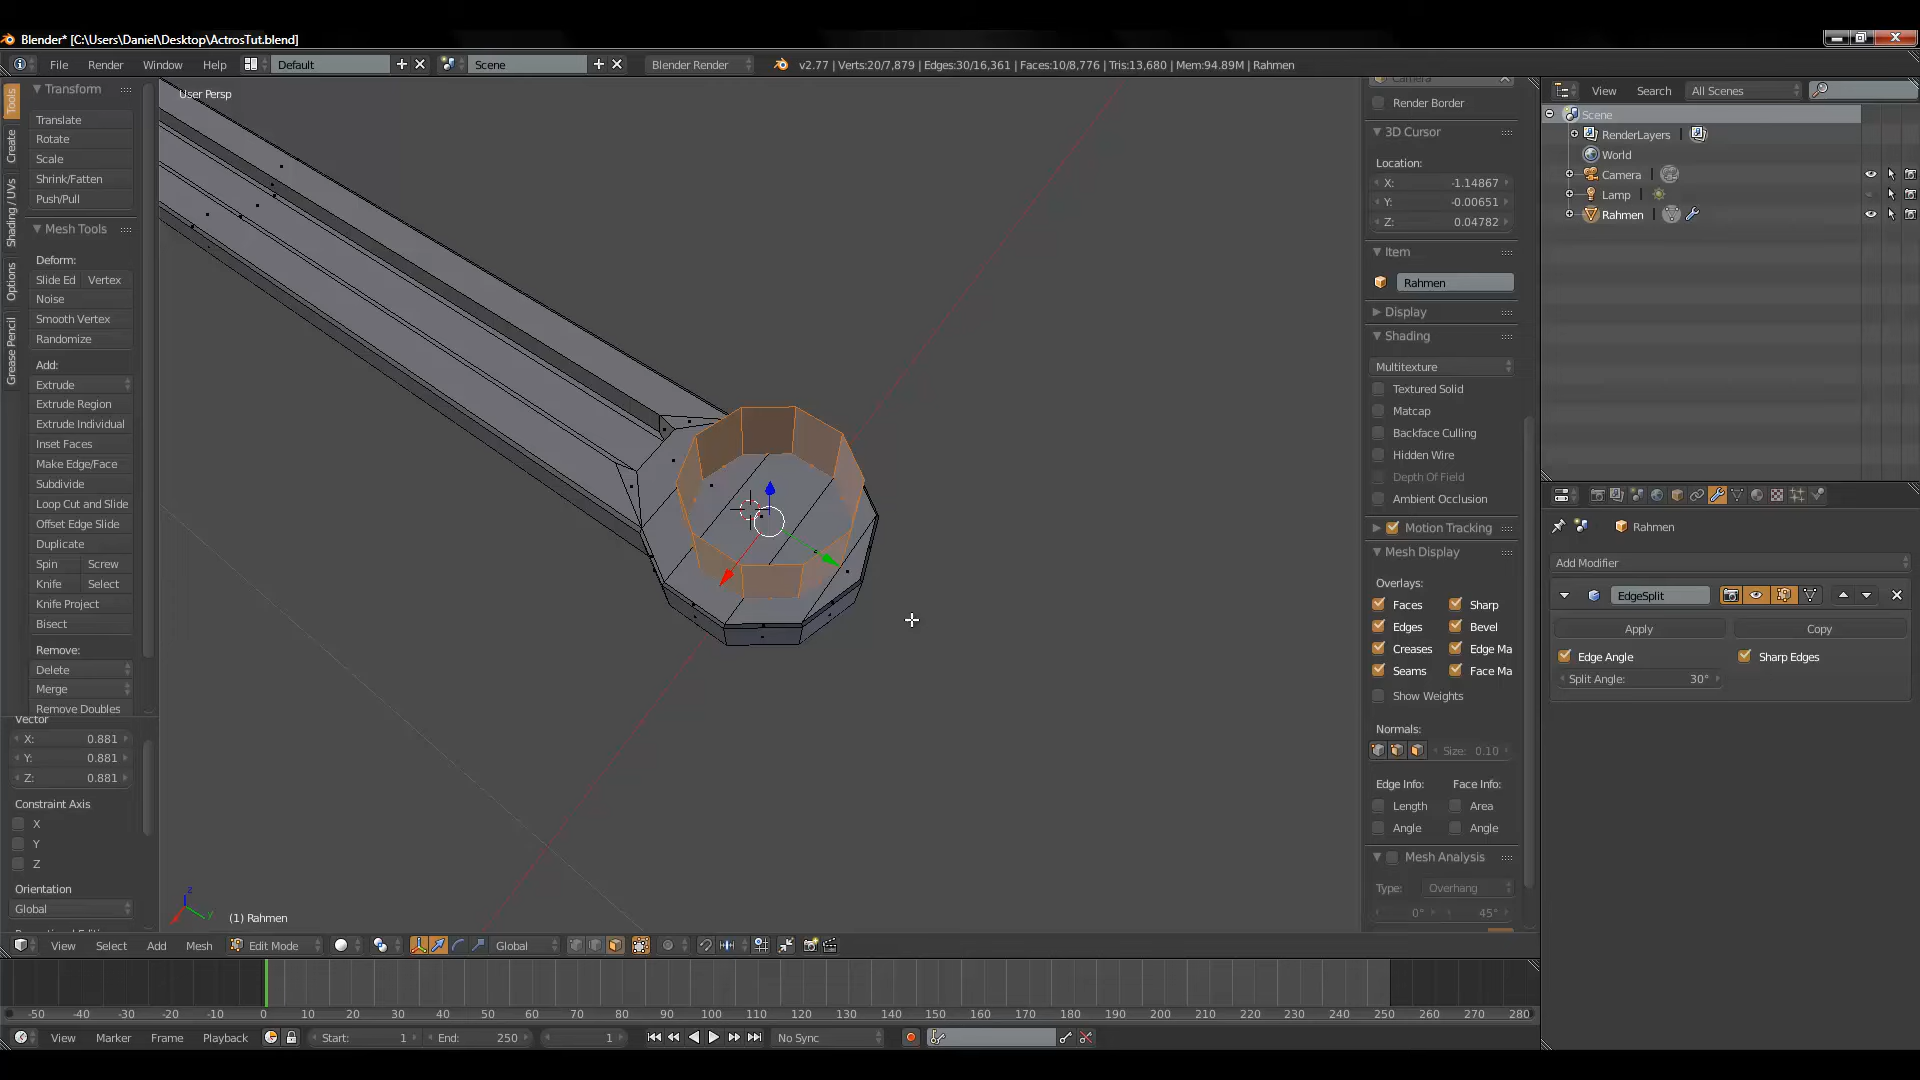 Blender* [C:\Users\Daniel\Desktop\ActrosTut.blend]
File Render Window Help Default Scene Blender Render v2.77 | Verts:20/7,879 | Edges:30/16,361 | Faces:10/8,776 | Tris:13,680 | Mem:94.89M | Rahmen
Tools
Create
Shading / UVs
Options
Grease Pencil
Transform
Translate
Rotate
Scale
Shrink/Fatten
Push/Pull
Mesh Tools
Deform:
Slide Ed Vertex
Noise
Smooth Vertex
Randomize
Add:
Extrude
Extrude Region
Extrude Individual
Inset Faces
Make Edge/Face
Subdivide
Loop Cut and Slide
Offset Edge Slide
Duplicate
Spin Screw
Knife Select
Knife Project
Bisect
Remove:
Delete
Merge
Remove Doubles
Vector
X: 0.881
Y: 0.881
Z: 0.881
Constraint Axis
X
Y
Z
Orientation
Global
User Persp
z
y
(1) Rahmen
Camera
Render Border
3D Cursor
Location:
X: -1.14867
Y: -0.00651
Z: 0.04782
Item
Rahmen
Display
Shading
Multitexture
Textured Solid
Matcap
Backface Culling
Hidden Wire
Depth Of Field
Ambient Occlusion
Motion Tracking
Mesh Display
Overlays:
Faces Sharp
Edges Bevel
Creases Edge Ma
Seams Face Ma
Show Weights
Normals:
Size: 0.10
Edge Info: Face Info:
Length Area
Angle Angle
Mesh Analysis
Type: Overhang
0° 45°
View Search All Scenes
Scene
RenderLayers
World
Camera
Lamp
Rahmen
Rahmen
Add Modifier
EdgeSplit
Apply Copy
Edge Angle Sharp Edges
Split Angle: 30°
View Select Add Mesh Edit Mode Global
-50 -40 -30 -20 -10 0 10 20 30 40 50 60 70 80 90 100 110 120 130 140 150 160 170 180 190 200 210 220 230 240 250 260 270 280
View Marker Frame Playback Start: 1 End: 250 1 No Sync